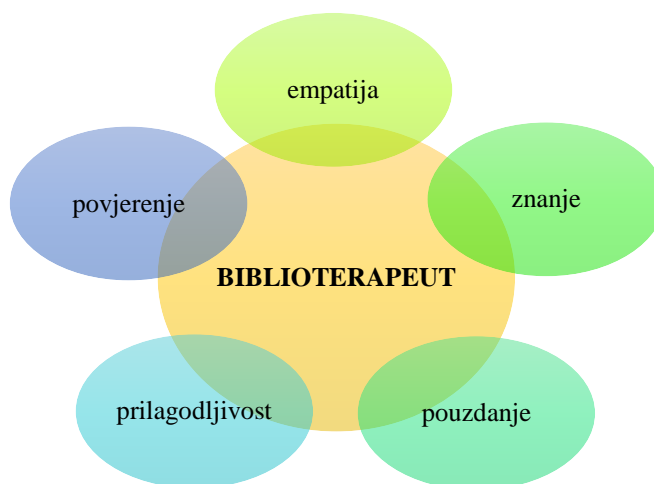 empatija
povjerenje
znanje
BIBLIOTERAPEUT
prilagodljivost
pouzdanje